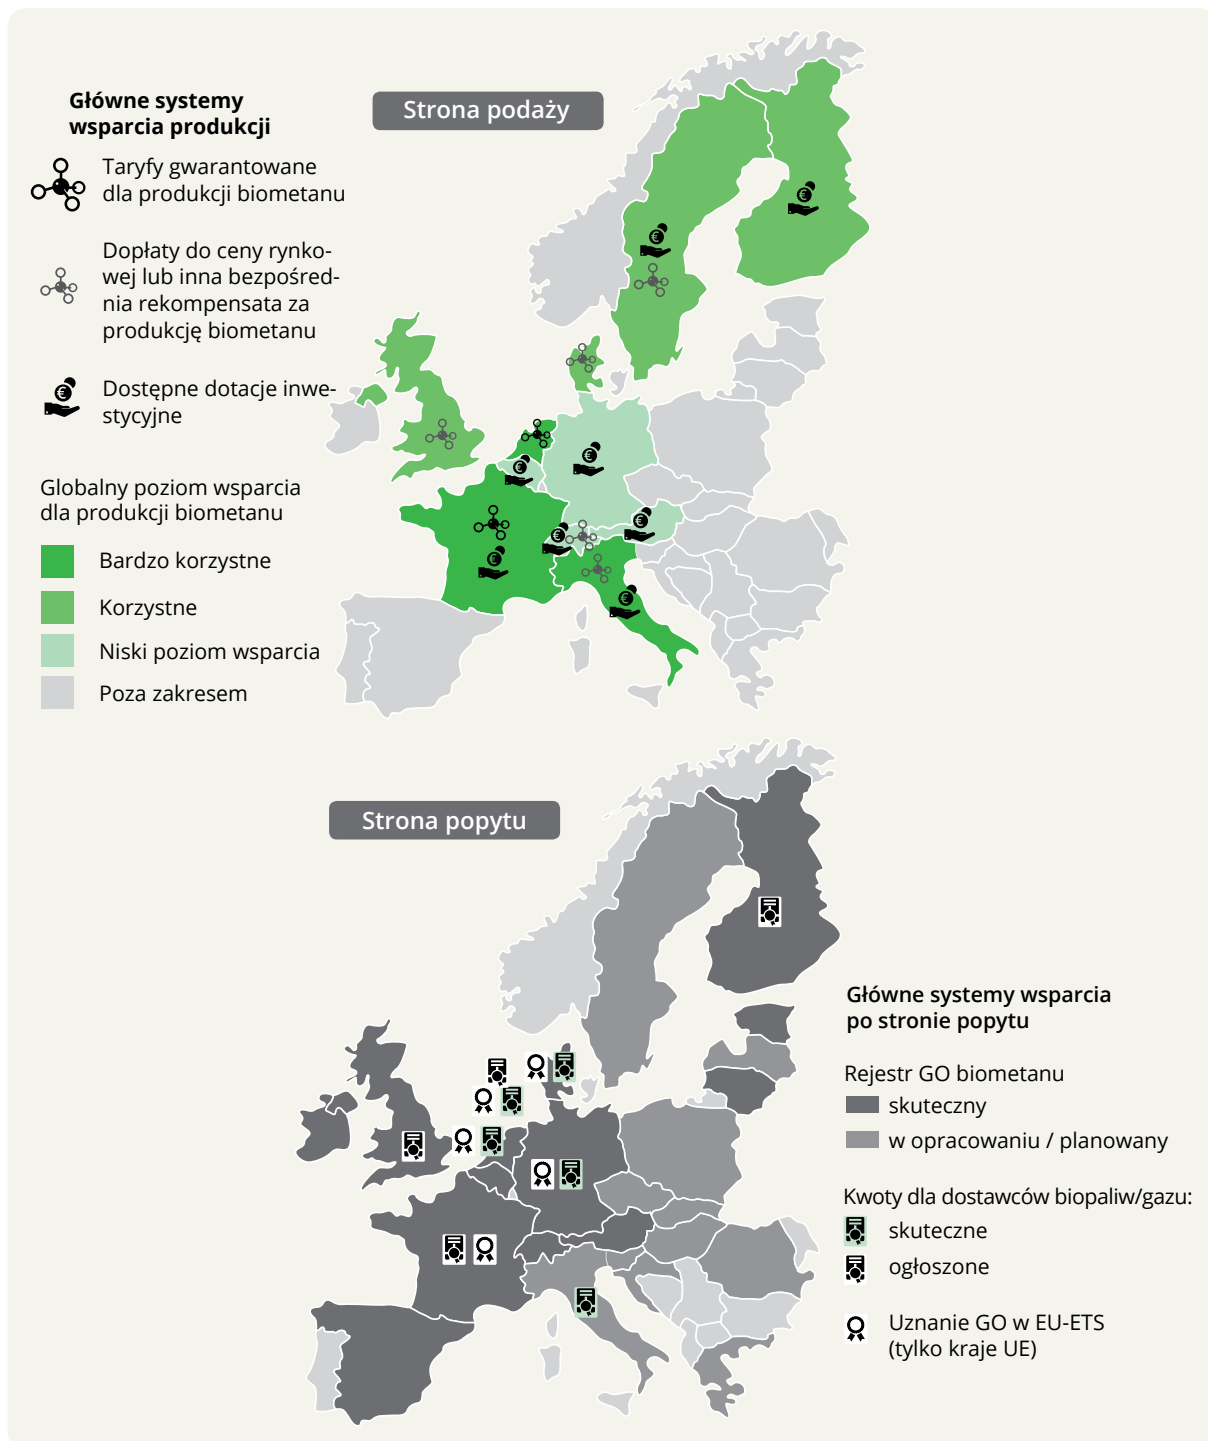 Główne systemy
wsparcia produkcji
Strona podaży
Taryfy gwarantowane
dla produkcji biometanu
Dopłaty do ceny rynko-
wej lub inna bezpośred-
nia rekompensata za
produkcję biometanu
Dostępne dotacje inwe-
stycyjne
Globalny poziom wsparcia
dla produkcji biometanu
Bardzo korzystne
Korzystne
Niski poziom wsparcia
Poza zakresem
Strona popytu
Główne systemy wsparcia
po stronie popytu
Rejestr GO biometanu
skuteczny
w opracowaniu / planowany
Kwoty dla dostawców biopaliw/gazu:
skuteczne
ogłoszone
Uznanie GO w EU-ETS
(tylko kraje UE)